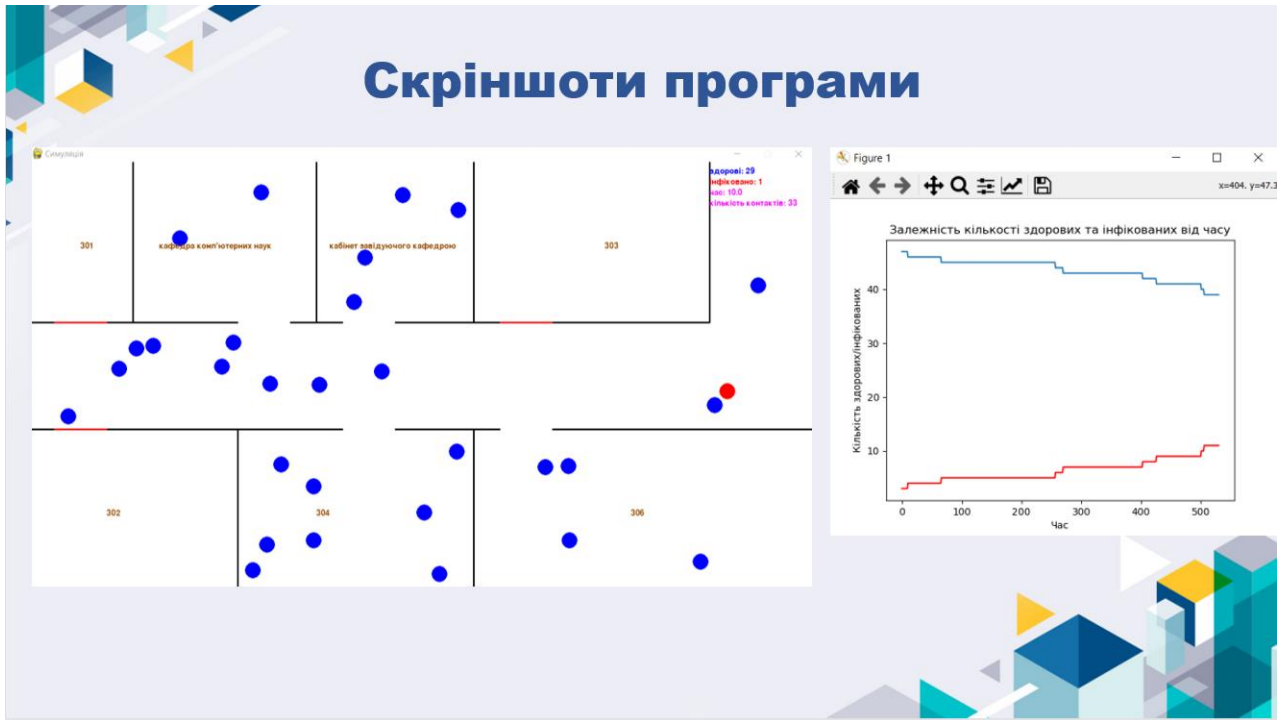 Скріншоти програми
Симуляція
здорові: 29
інфіковано: 1
час: 10.0
кількість контактів: 33
301
кафедра комп'ютерних наук
кабінет завідуючого кафедрою
303
302
304
306
Figure 1
x=404. y=47.3
Залежність кількості здорових та інфікованих від часу
Кількість здорових/інфікованих
40
30
20
10
0 100 200 300 400 500
Час